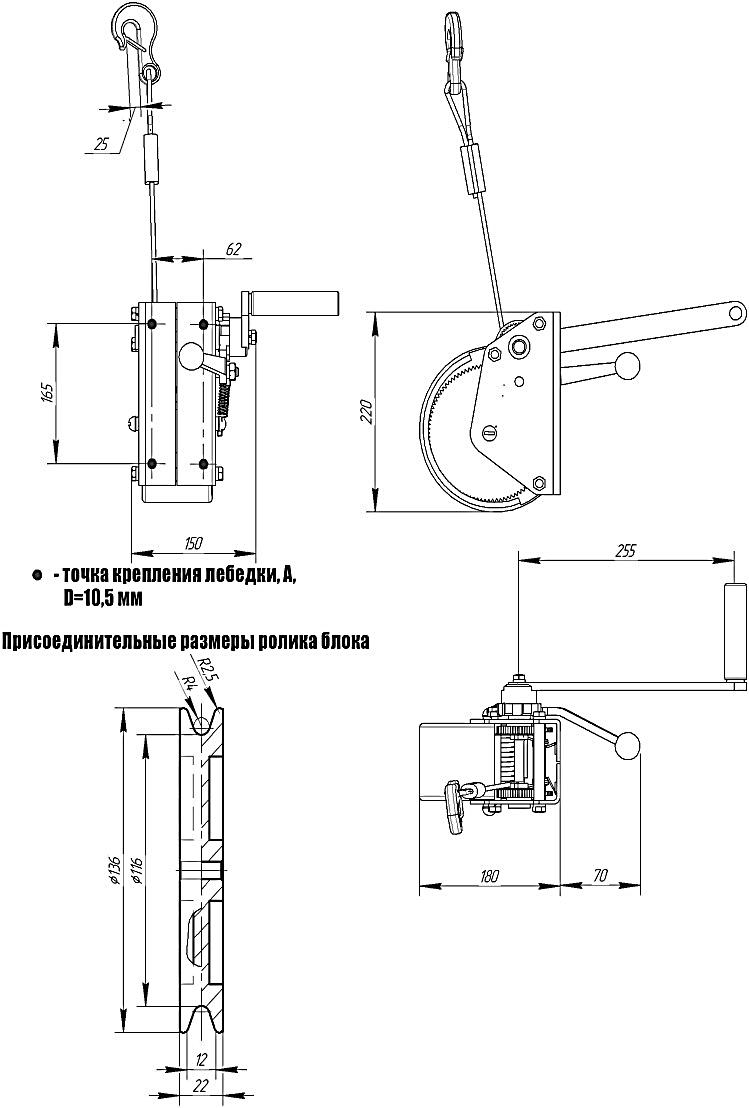 25
62
165
220
150
255
- точка крепления лебедки, А,
D=10,5 мм
Присоединительные размеры ролика блока
R4
R2.5
ø136
ø116
180
70
12
22